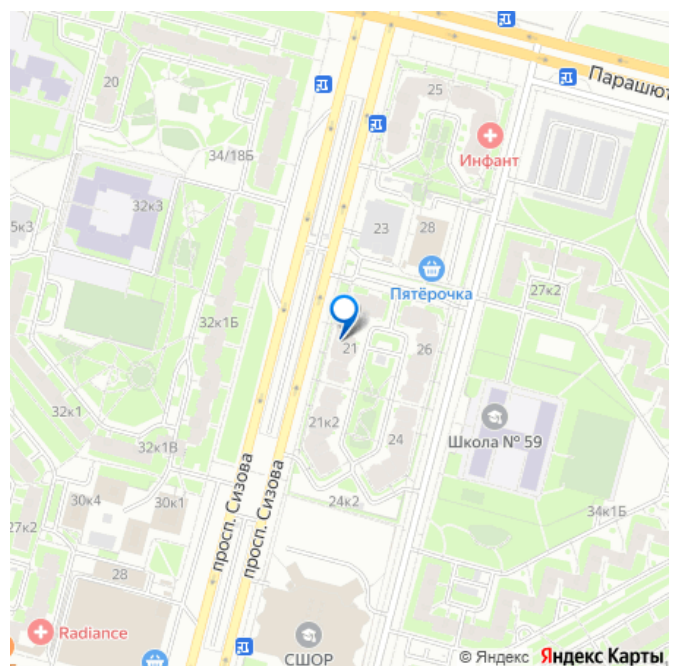 20
25
Парашют
34/18Б
Инфант
32к3
23
28
5к3
Пятёрочка
27к2
32к1Б
21
26
32к1
21к2
24
Школа № 59
32к1В
просп. Сизова
просп. Сизова
30к4
30к1
24к2
34к1Б
27к2
28
Radiance
СШОР
© Яндекс Яндекс Карты